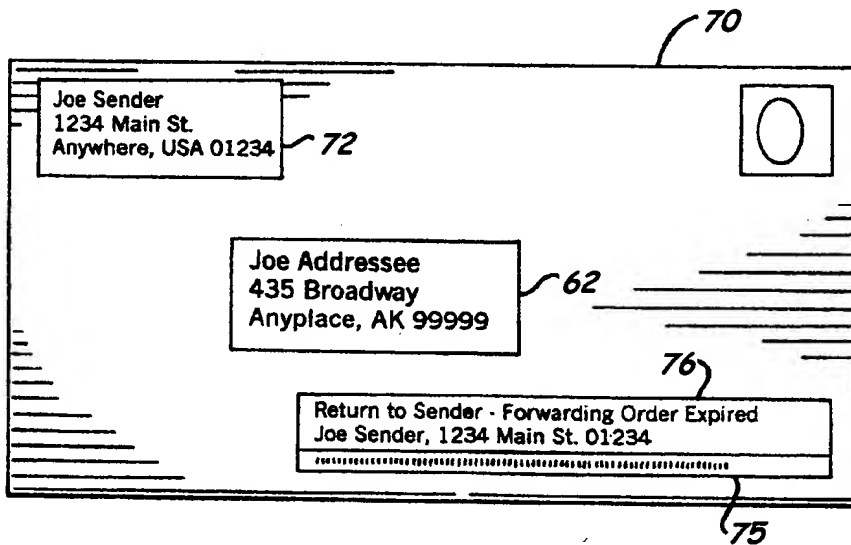 70
Joe Sender
1234 Main St.
Anywhere, USA 01234
72
Joe Addressee
435 Broadway
Anyplace, AK 99999
62
76
Return to Sender - Forwarding Order Expired
Joe Sender, 1234 Main St. 01234
75